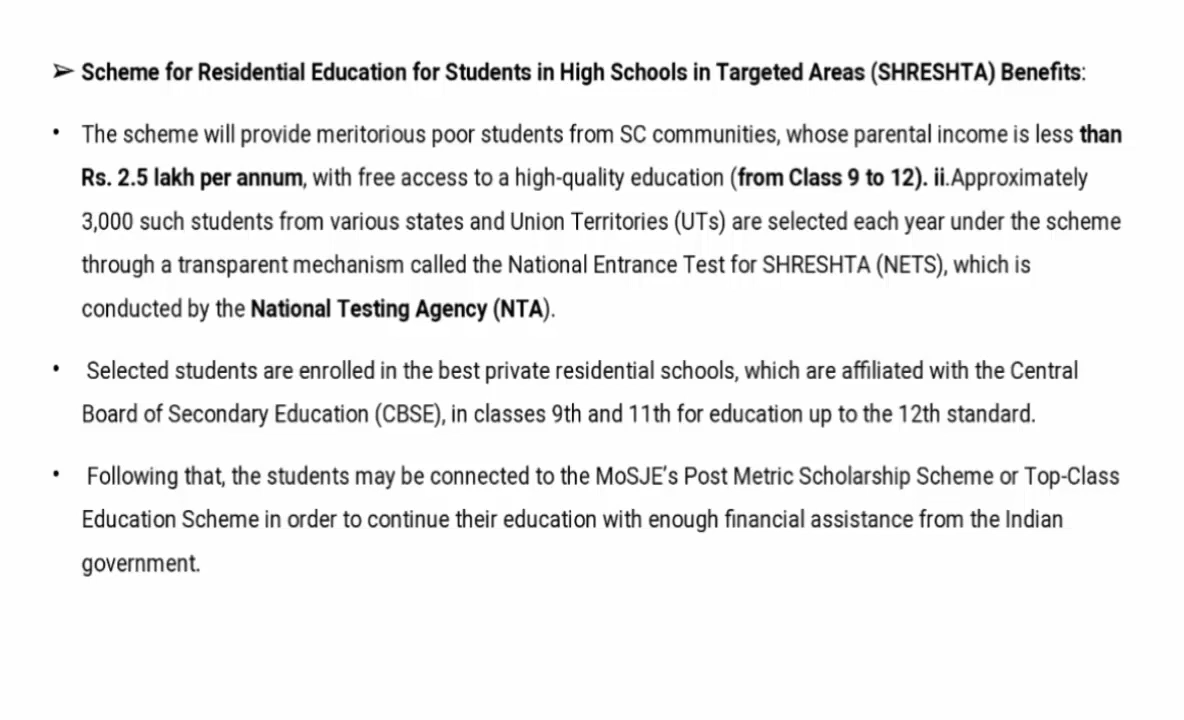 ➢ Scheme for Residential Education for Students in High Schools in Targeted Areas (SHRESHTA) Benefits:
• The scheme will provide meritorious poor students from SC communities, whose parental income is less than
Rs. 2.5 lakh per annum, with free access to a high-quality education (from Class 9 to 12). ii.Approximately
3,000 such students from various states and Union Territories (UTs) are selected each year under the scheme
through a transparent mechanism called the National Entrance Test for SHRESHTA (NETS), which is
conducted by the National Testing Agency (NTA).
• Selected students are enrolled in the best private residential schools, which are affiliated with the Central
Board of Secondary Education (CBSE), in classes 9th and 11th for education up to the 12th standard.
• Following that, the students may be connected to the MoSJE's Post Metric Scholarship Scheme or Top-Class
Education Scheme in order to continue their education with enough financial assistance from the Indian
government.